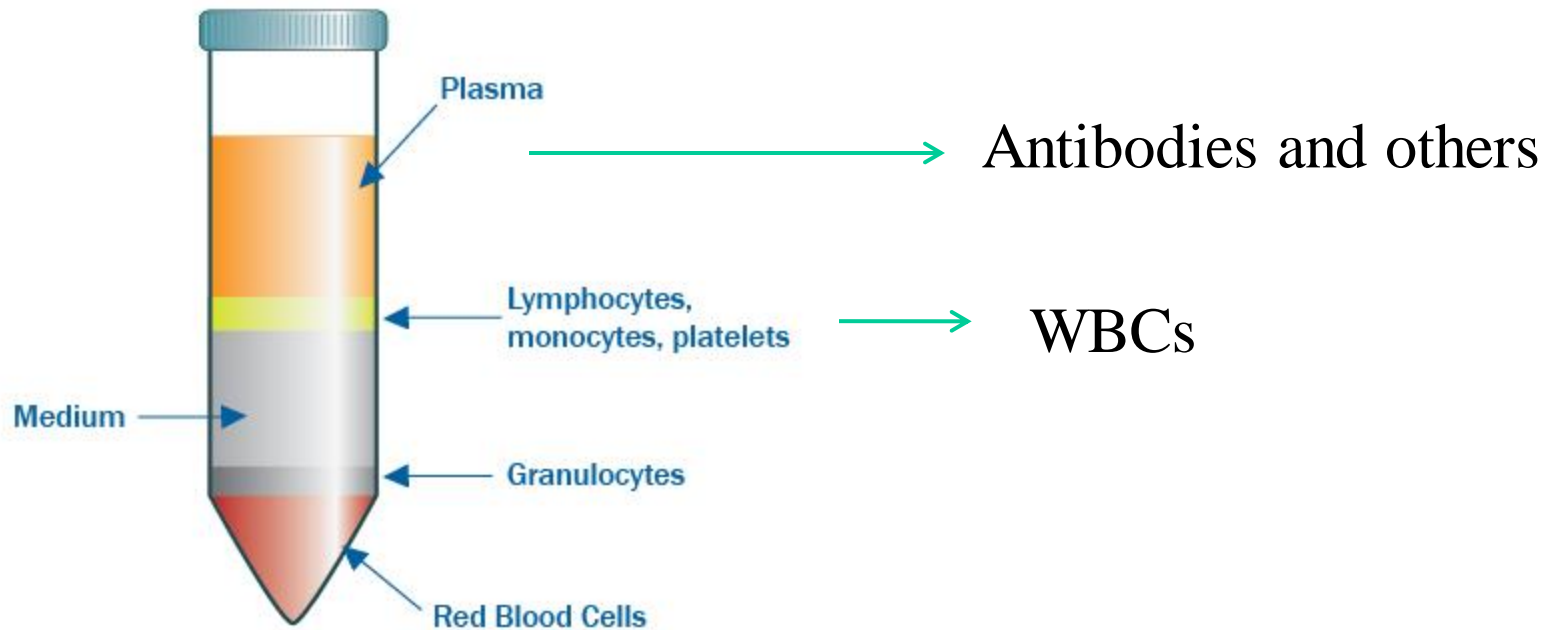 Plasma
Antibodies and others
Lymphocytes,
monocytes, platelets
WBCs
Medium
Granulocytes
Red Blood Cells